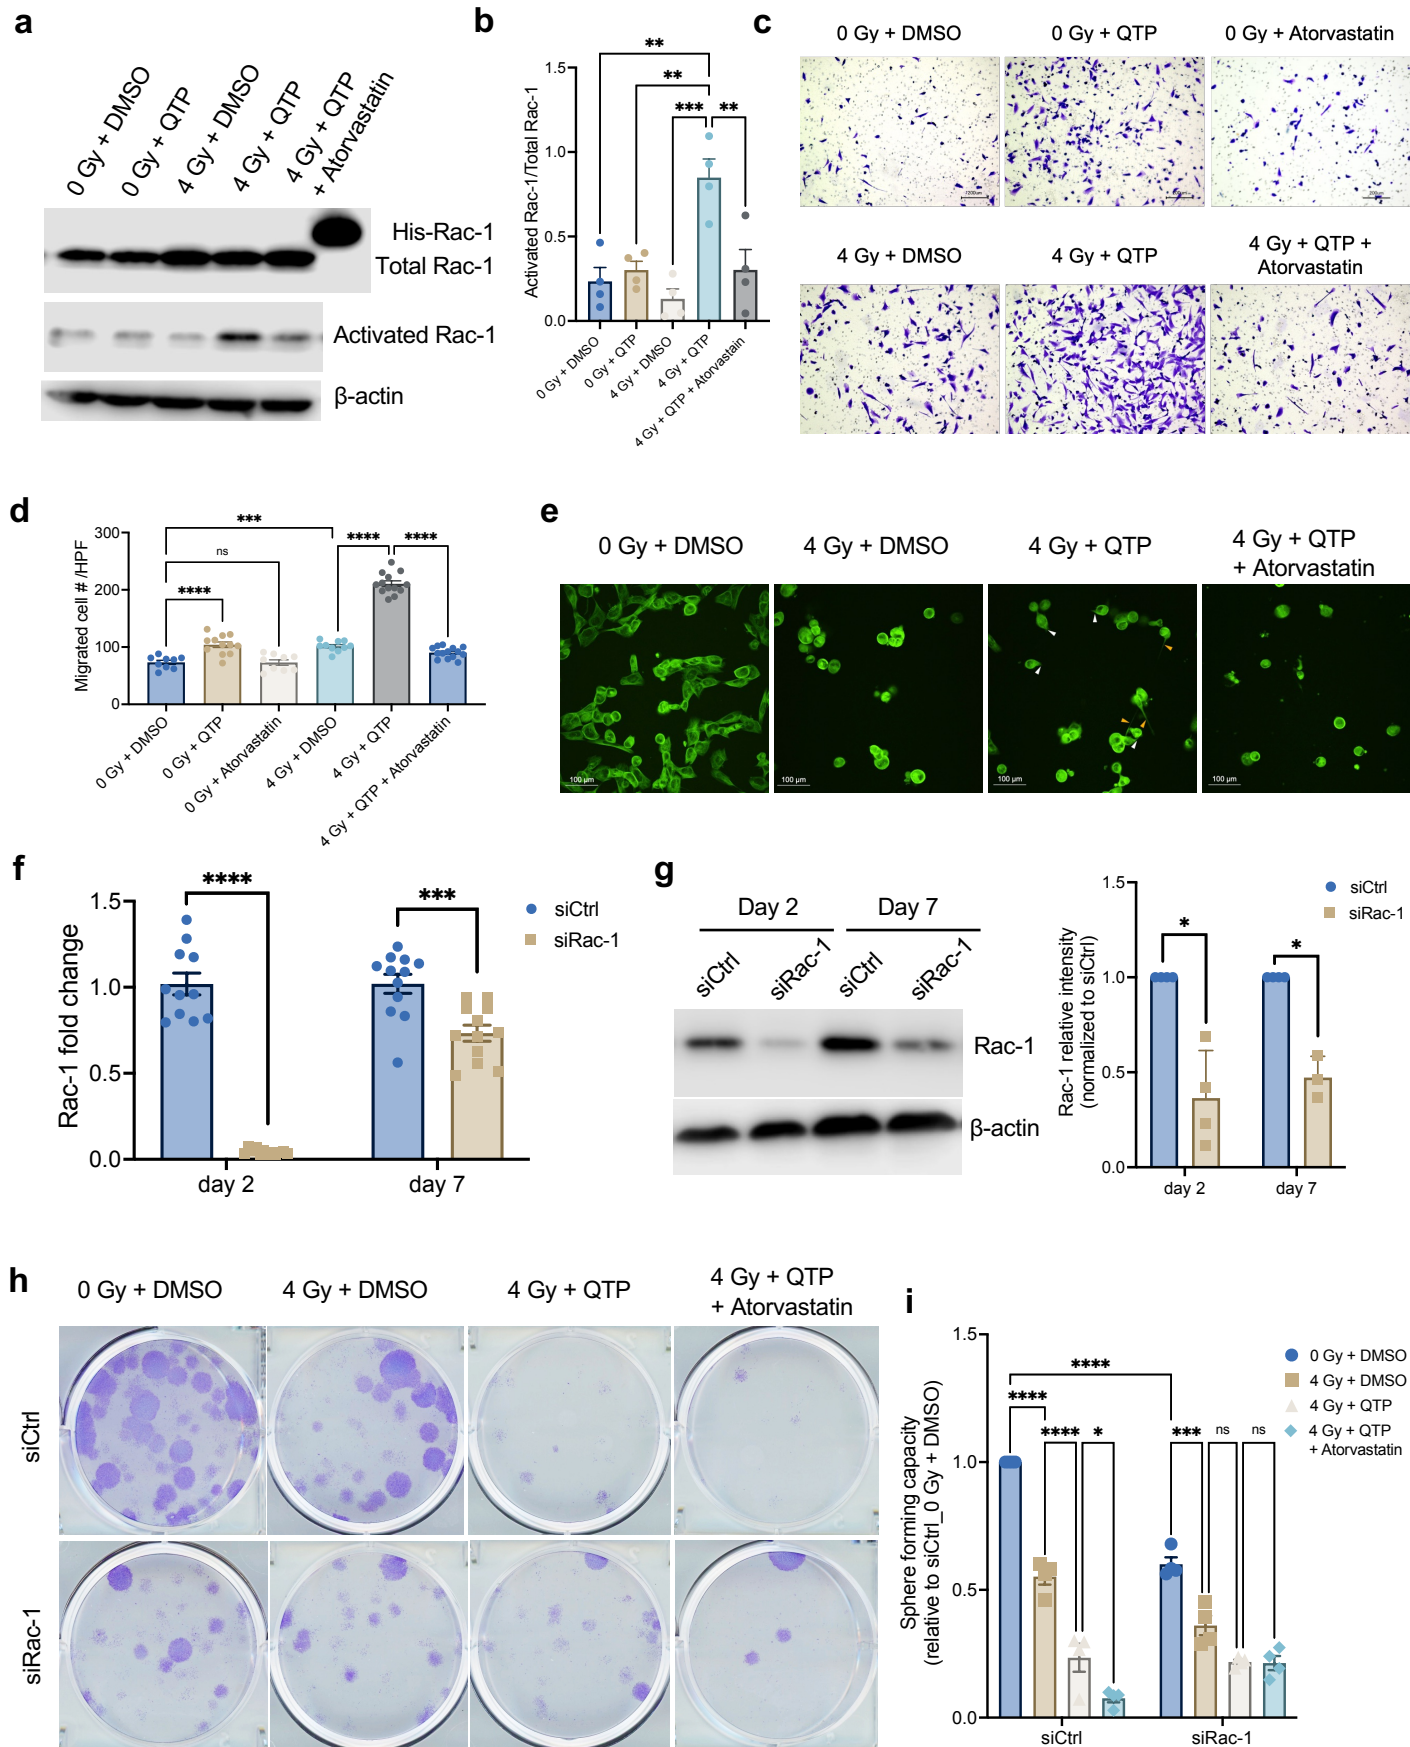 a
0 Gy + DMSO
0 Gy + QTP
4 Gy + DMSO
4 Gy + QTP
4 Gy + QTP
+ Atorvastatin
His-Rac-1
Total Rac-1
Activated Rac-1
β-actin
b
Activated Rac-1/Total Rac-1
1.5
1.0
0.5
0.0
**
**
***
**
0 Gy + DMSO
0 Gy + QTP
4 Gy + DMSO
4 Gy + QTP
4 Gy + QTP + Atorvastain
c
0 Gy + DMSO
0 Gy + QTP
0 Gy + Atorvastatin
4 Gy + DMSO
4 Gy + QTP
4 Gy + QTP +
Atorvastatin
d
Migrated cell # /HPF
300
200
100
0
***
ns
****
****
****
0 Gy + DMSO
0 Gy + QTP
0 Gy + Atorvastatin
4 Gy + DMSO
4 Gy + QTP
4 Gy + QTP + Atorvastatin
e
0 Gy + DMSO
4 Gy + DMSO
4 Gy + QTP
4 Gy + QTP
+ Atorvastatin
100 µm
100 µm
100 µm
100 µm
f
Rac-1 fold change
1.5
1.0
0.5
0.0
****
***
siCtrl
siRac-1
day 2
day 7
g
Day 2
Day 7
siCtrl
siRac-1
siCtrl
siRac-1
Rac-1
β-actin
Rac-1 relative intensity
(normalized to siCtrl)
1.5
1.0
0.5
0.0
*
*
siCtrl
siRac-1
day 2
day 7
h
0 Gy + DMSO
4 Gy + DMSO
4 Gy + QTP
4 Gy + QTP
+ Atorvastatin
siCtrl
siRac-1
i
Sphere forming capacity
(relative to siCtrl_0 Gy + DMSO)
1.5
1.0
0.5
0.0
****
****
****
*
***
ns
ns
0 Gy + DMSO
4 Gy + DMSO
4 Gy + QTP
4 Gy + QTP
+ Atorvastatin
siCtrl
siRac-1